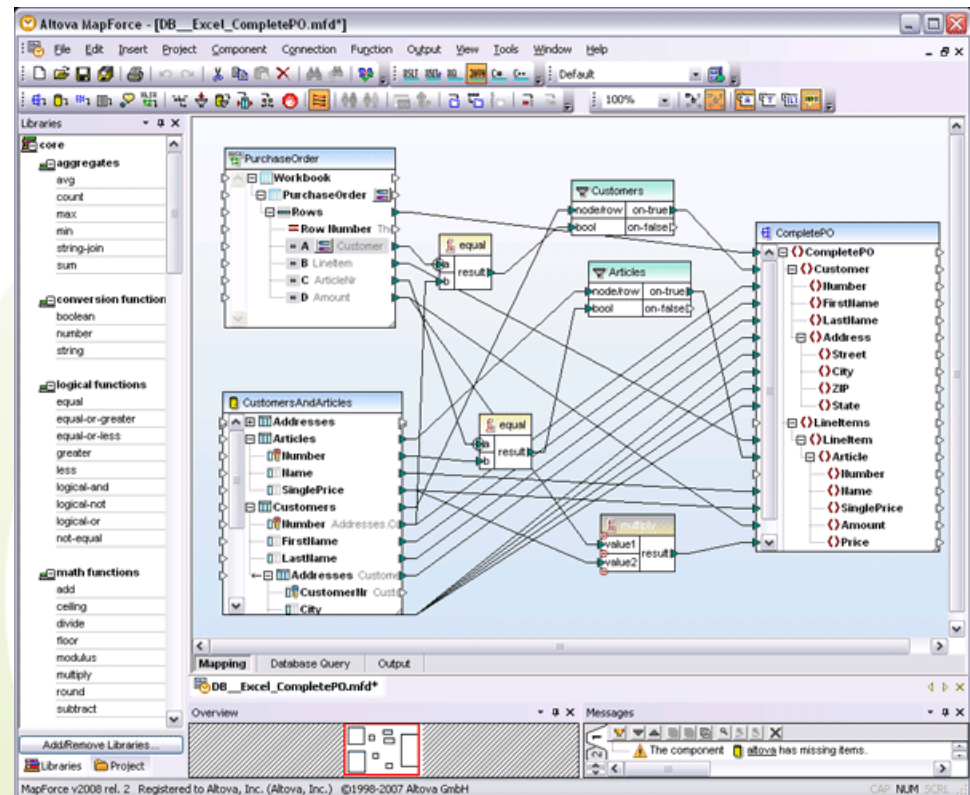 Altova MapForce - [DB__Excel_CompletePO.mfd*]
File Edit Insert Project Component Connection Function Output View Tools Window Help
Default
100%
Libraries
core
aggregates
avg
count
max
min
string-join
sum
conversion function
boolean
number
string
logical functions
equal
equal-or-greater
equal-or-less
greater
less
logical-and
logical-not
logical-or
not-equal
math functions
add
ceiling
divide
floor
modulus
multiply
round
subtract
Add/Remove Libraries...
Libraries Project
PurchaseOrder
Workbook
PurchaseOrder
Rows
Row Number
A Customer
B LineItem
C ArticleNr
D Amount
CustomersAndArticles
Addresses
Articles
Number
Name
SinglePrice
Customers
Number Addresses.C
FirstName
LastName
Addresses Custome
CustomerNr Cust
City
equal
a
result
b
equal
a
result
b
Customers
node/row on-true
bool on-false
Articles
node/row on-true
bool on-false
multiply
value1
result
value2
CompletePO
CompletePO
Customer
Number
FirstName
LastName
Address
Street
City
ZIP
State
LineItems
LineItem
Article
Number
Name
SinglePrice
Amount
Price
Mapping Database Query Output
DB__Excel_CompletePO.mfd*
Overview
Messages
The component altova has missing items.
MapForce v2008 rel. 2 Registered to Altova, Inc. (Altova, Inc.) ©1998-2007 Altova GmbH
CAP NUM SCRL